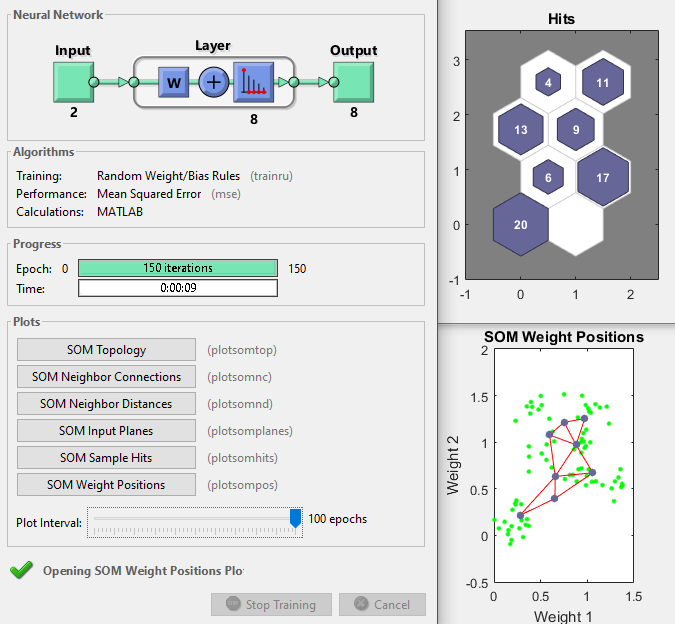 Neural Network
Input
Layer
Output
W
+
2
8
8
Algorithms
Training: Random Weight/Bias Rules (trainru)
Performance: Mean Squared Error (mse)
Calculations: MATLAB
Progress
Epoch: 0 150 iterations 150
Time: 0:00:09
Plots
SOM Topology (plotsomtop)
SOM Neighbor Connections (plotsomnc)
SOM Neighbor Distances (plotsomnd)
SOM Input Planes (plotsomplanes)
SOM Sample Hits (plotsomhits)
SOM Weight Positions (plotsompos)
Plot Interval: 100 epochs
Opening SOM Weight Positions Plo
Stop Training
Cancel
Hits
3
2
1
0
-1
4 11
13 9
6 17
20
-1 0 1 2
SOM Weight Positions
Weight 2
2
1.5
1
0.5
0
-0.5
0 0.5 1 1.5
Weight 1